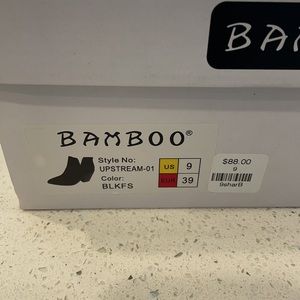 BAM
BAMBOO®
Style No:
UPSTREAM-01
Color:
BLKFS
US 9
EUR 39
$88.00
9
9sharB